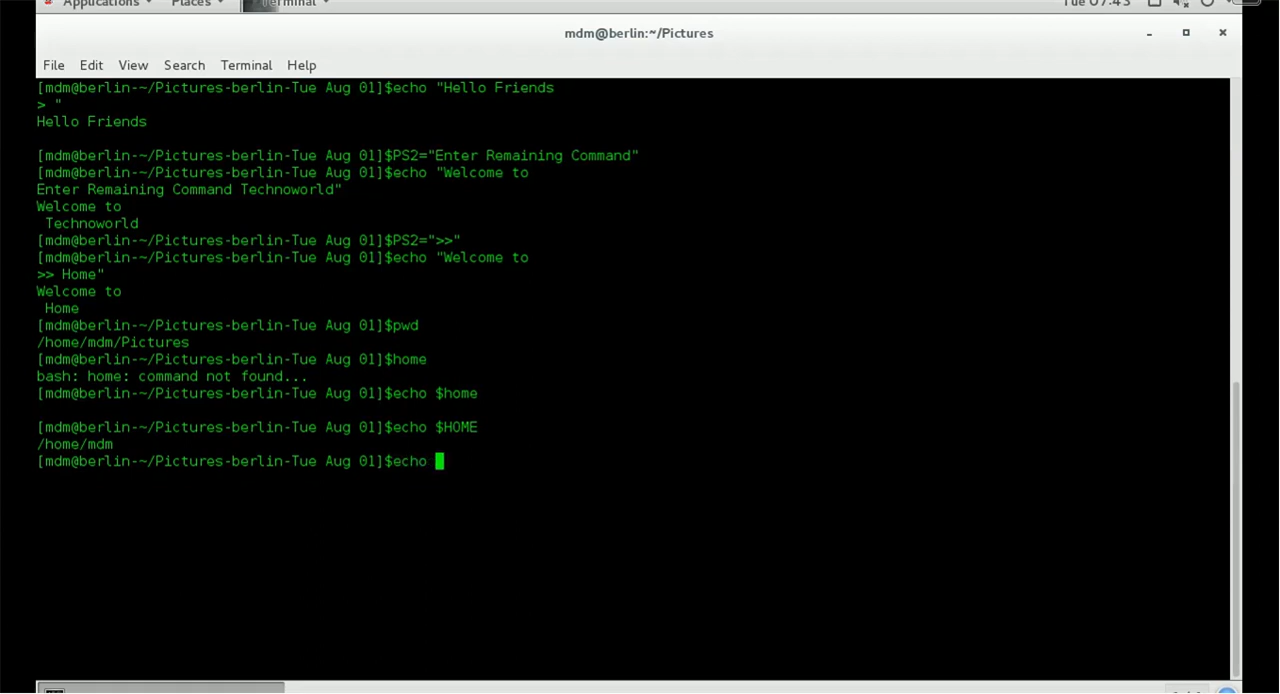 Applications Places Terminal Tue 07:43
mdm@berlin:~/Pictures
File Edit View Search Terminal Help
[mdm@berlin-~/Pictures-berlin-Tue Aug 01]$echo "Hello Friends
> "
Hello Friends
[mdm@berlin-~/Pictures-berlin-Tue Aug 01]$PS2="Enter Remaining Command"
[mdm@berlin-~/Pictures-berlin-Tue Aug 01]$echo "Welcome to
Enter Remaining Command Technoworld"
Welcome to
 Technoworld
[mdm@berlin-~/Pictures-berlin-Tue Aug 01]$PS2=">>"
[mdm@berlin-~/Pictures-berlin-Tue Aug 01]$echo "Welcome to
>> Home"
Welcome to
 Home
[mdm@berlin-~/Pictures-berlin-Tue Aug 01]$pwd
/home/mdm/Pictures
[mdm@berlin-~/Pictures-berlin-Tue Aug 01]$home
bash: home: command not found...
[mdm@berlin-~/Pictures-berlin-Tue Aug 01]$echo $home
[mdm@berlin-~/Pictures-berlin-Tue Aug 01]$echo $HOME
/home/mdm
[mdm@berlin-~/Pictures-berlin-Tue Aug 01]$echo